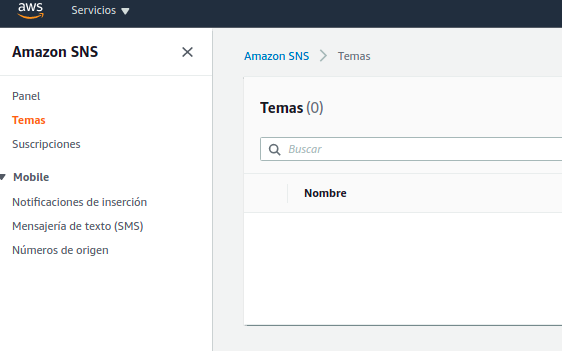 aws
Servicios
Amazon SNS
Panel
Temas
Suscripciones
Mobile
Notificaciones de inserción
Mensajería de texto (SMS)
Números de origen
Amazon SNS
Temas
Temas (0)
Buscar
Nombre